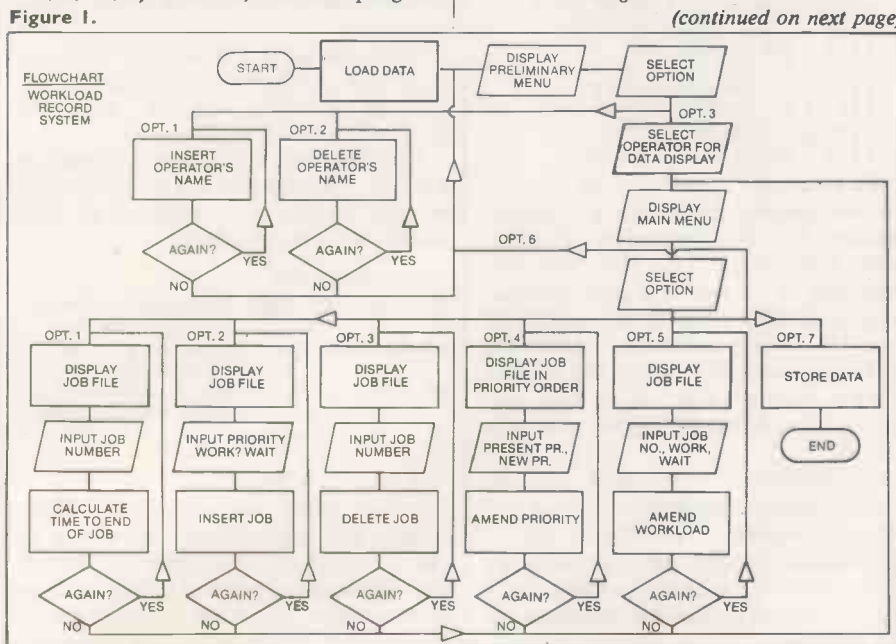 Figure 1.
(continued on next page)
FLOWCHART
WORKLOAD
RECORD
SYSTEM
START
LOAD DATA
DISPLAY
PRELIMINARY
MENU
SELECT
OPTION
OPT. 1
OPT. 2
OPT. 3
INSERT
OPERATOR'S
NAME
DELETE
OPERATOR'S
NAME
SELECT
OPERATOR FOR
DATA DISPLAY
DISPLAY
MAIN MENU
AGAIN?
YES
NO
AGAIN?
YES
NO
OPT. 6
SELECT
OPTION
OPT. 1
OPT. 2
OPT. 3
OPT. 4
OPT. 5
OPT. 7
DISPLAY
JOB FILE
DISPLAY
JOB FILE
DISPLAY
JOB FILE
DISPLAY JOB
FILE IN
PRIORITY ORDER
DISPLAY
JOB FILE
STORE DATA
INPUT JOB
NUMBER
INPUT PRIORITY
WORK? WAIT
INPUT JOB
NUMBER
INPUT
PRESENT PR.,
NEW PR.
INPUT JOB
NO., WORK,
WAIT
END
CALCULATE
TIME TO END
OF JOB
INSERT JOB
DELETE JOB
AMEND PRIORITY
AMEND
WORKLOAD
AGAIN?
YES
NO
AGAIN?
YES
NO
AGAIN?
YES
NO
AGAIN?
YES
NO
AGAIN?
YES
NO